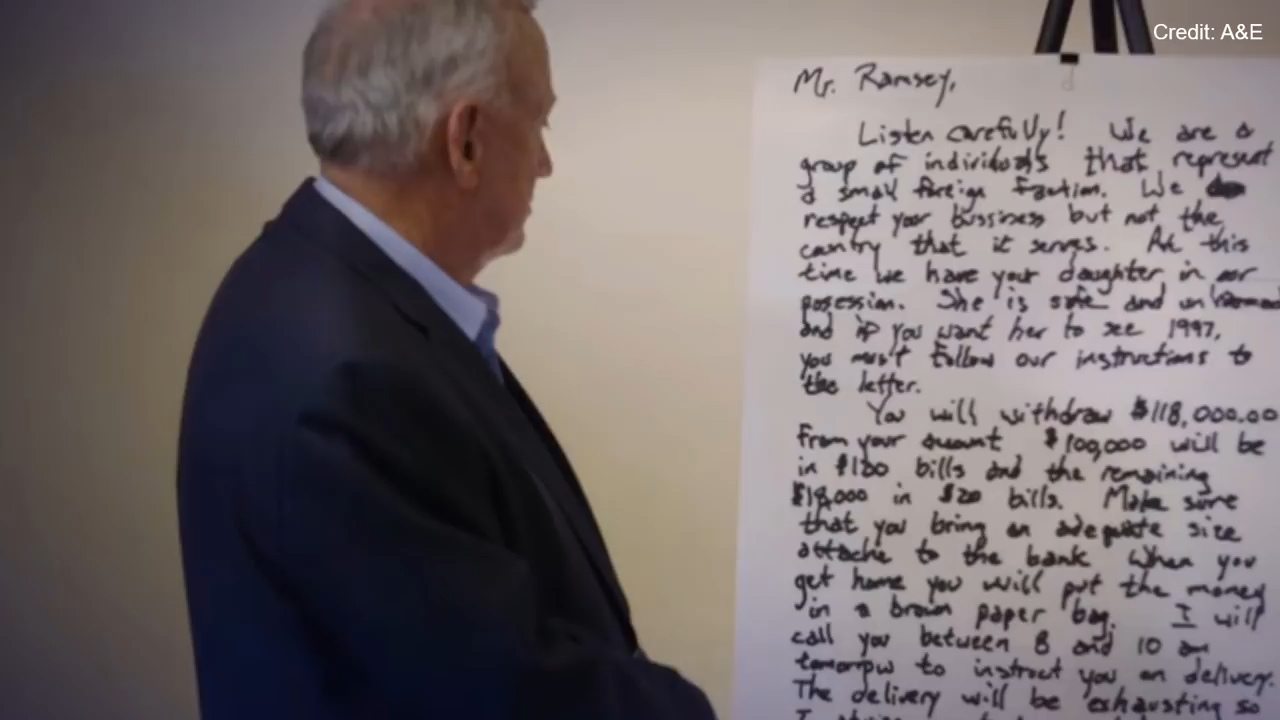 Credit: A&E
Mr. Ramsey,
Listen carefully! We are a
group of individuals that represent
a small foreign faction. We
respect your bussiness but not the
country that it serves. At this
time we have your daughter in our
posession. She is safe and unharmed
and if you want her to see 1997,
you must follow our instructions to
the letter.
You will withdraw $118,000.00
from your account $100,000 will be
in $100 bills and the remaining
$18,000 in $20 bills. Make sure
that you bring an adequate size
attache to the bank. When you
get home you will put the money
in a brown paper bag. I will
call you between 8 and 10 am
tomorrow to instruct you on delivery.
The delivery will be exhausting so